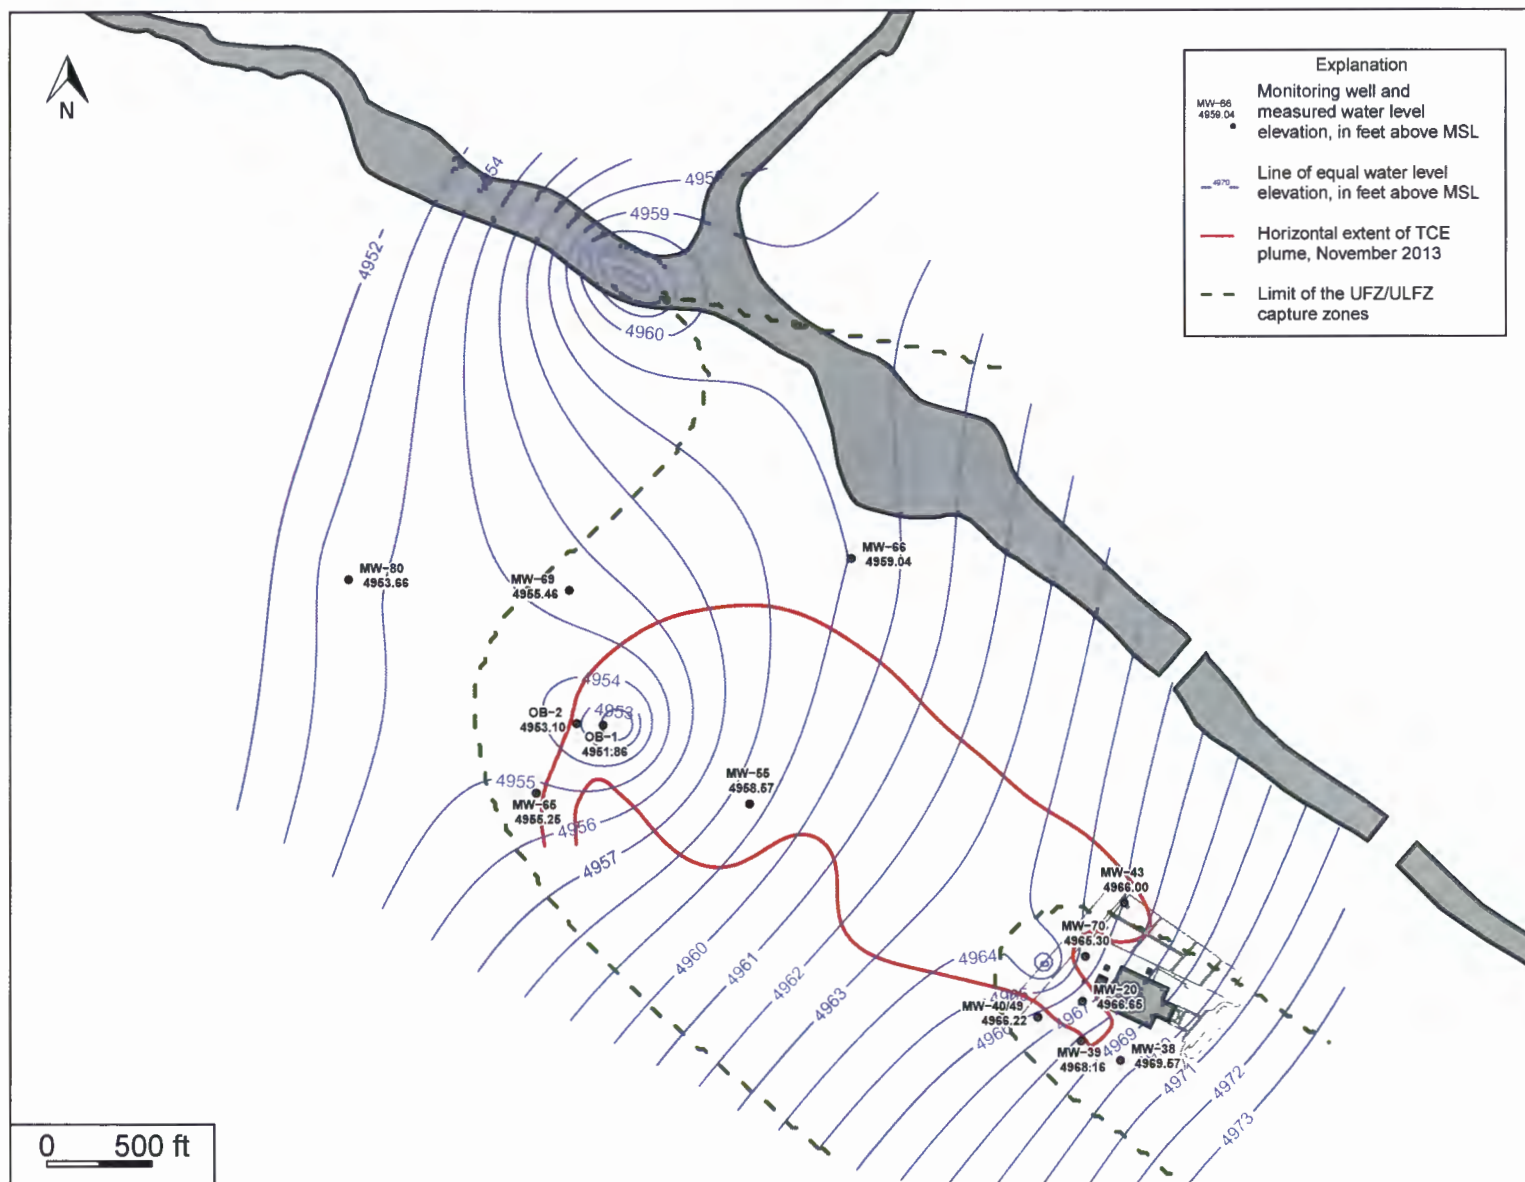 Explanation
MW-66
4959.04
Monitoring well and
measured water level
elevation, in feet above MSL
4970
Line of equal water level
elevation, in feet above MSL
Horizontal extent of TCE
plume, November 2013
Limit of the UFZ/ULFZ
capture zones
N
4959
4952
4960
MW-66
4959.04
MW-80
4953.66
MW-69
4955.46
4954
4953
OB-2
4953.10
OB-1
4951.86
4955
MW-65
4955.25
MW-55
4958.57
4956
4957
MW-43
4966.00
MW-70
4965.30
4960
4961
4962
4963
4964
MW-20
4966.65
MW-40/49
4966.22
4967
4969
MW-39
4968.16
MW-38
4969.57
4971
4972
4973
0 500 ft